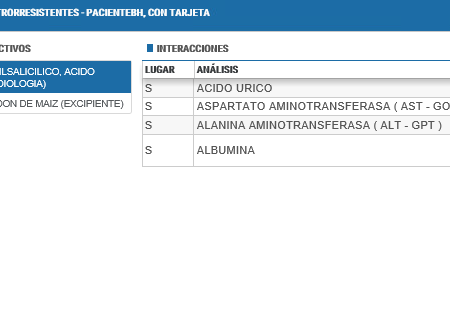 TRORRESISTENTES - PACIENTEBH, CON TARJETA
CTIVOS
ILSALICILICO, ACIDO
DIOLOGIA)
DON DE MAIZ (EXCIPIENTE)
INTERACCIONES
LUGAR ANÁLISIS
S ACIDO URICO
S ASPARTATO AMINOTRANSFERASA ( AST - GO
S ALANINA AMINOTRANSFERASA ( ALT - GPT )
S ALBUMINA